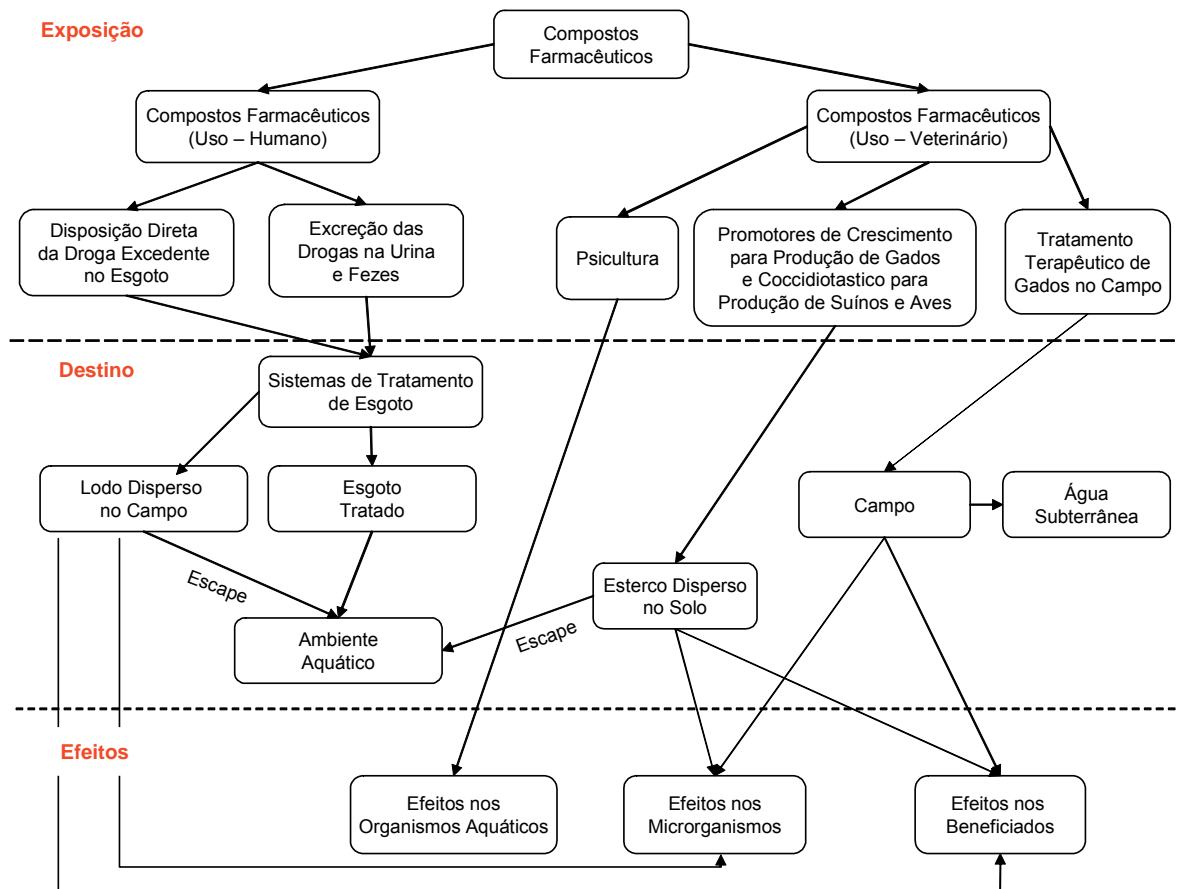 Exposição
Compostos
Farmacêuticos
Compostos Farmacêuticos
(Uso – Humano)
Compostos Farmacêuticos
(Uso – Veterinário)
Disposição Direta
da Droga Excedente
no Esgoto
Excreção das
Drogas na Urina
e Fezes
Psicultura
Promotores de Crescimento
para Produção de Gados
e Coccidiotastico para
Produção de Suínos e Aves
Tratamento
Terapêutico de
Gados no Campo
Destino
Sistemas de Tratamento
de Esgoto
Lodo Disperso
no Campo
Esgoto
Tratado
Campo
Água
Subterrânea
Escape
Esterco Disperso
no Solo
Escape
Ambiente
Aquático
Efeitos
Efeitos nos
Organismos Aquáticos
Efeitos nos
Microrganismos
Efeitos nos
Beneficiados